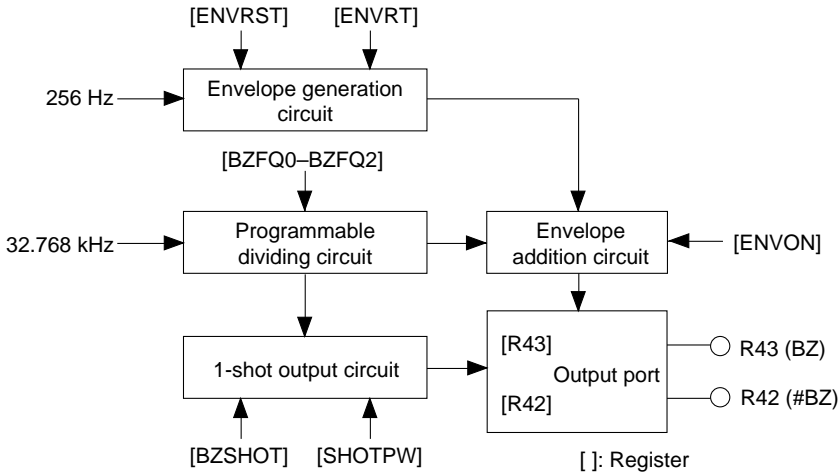 [ENVRST] [ENVRT]
256 Hz
Envelope generation
circuit
[BZFQ0–BZFQ2]
32.768 kHz
Programmable
dividing circuit
Envelope
addition circuit
[ENVON]
1-shot output circuit
[R43]
Output port
[R42]
R43 (BZ)
R42 (#BZ)
[BZSHOT] [SHOTPW]
[ ]: Register